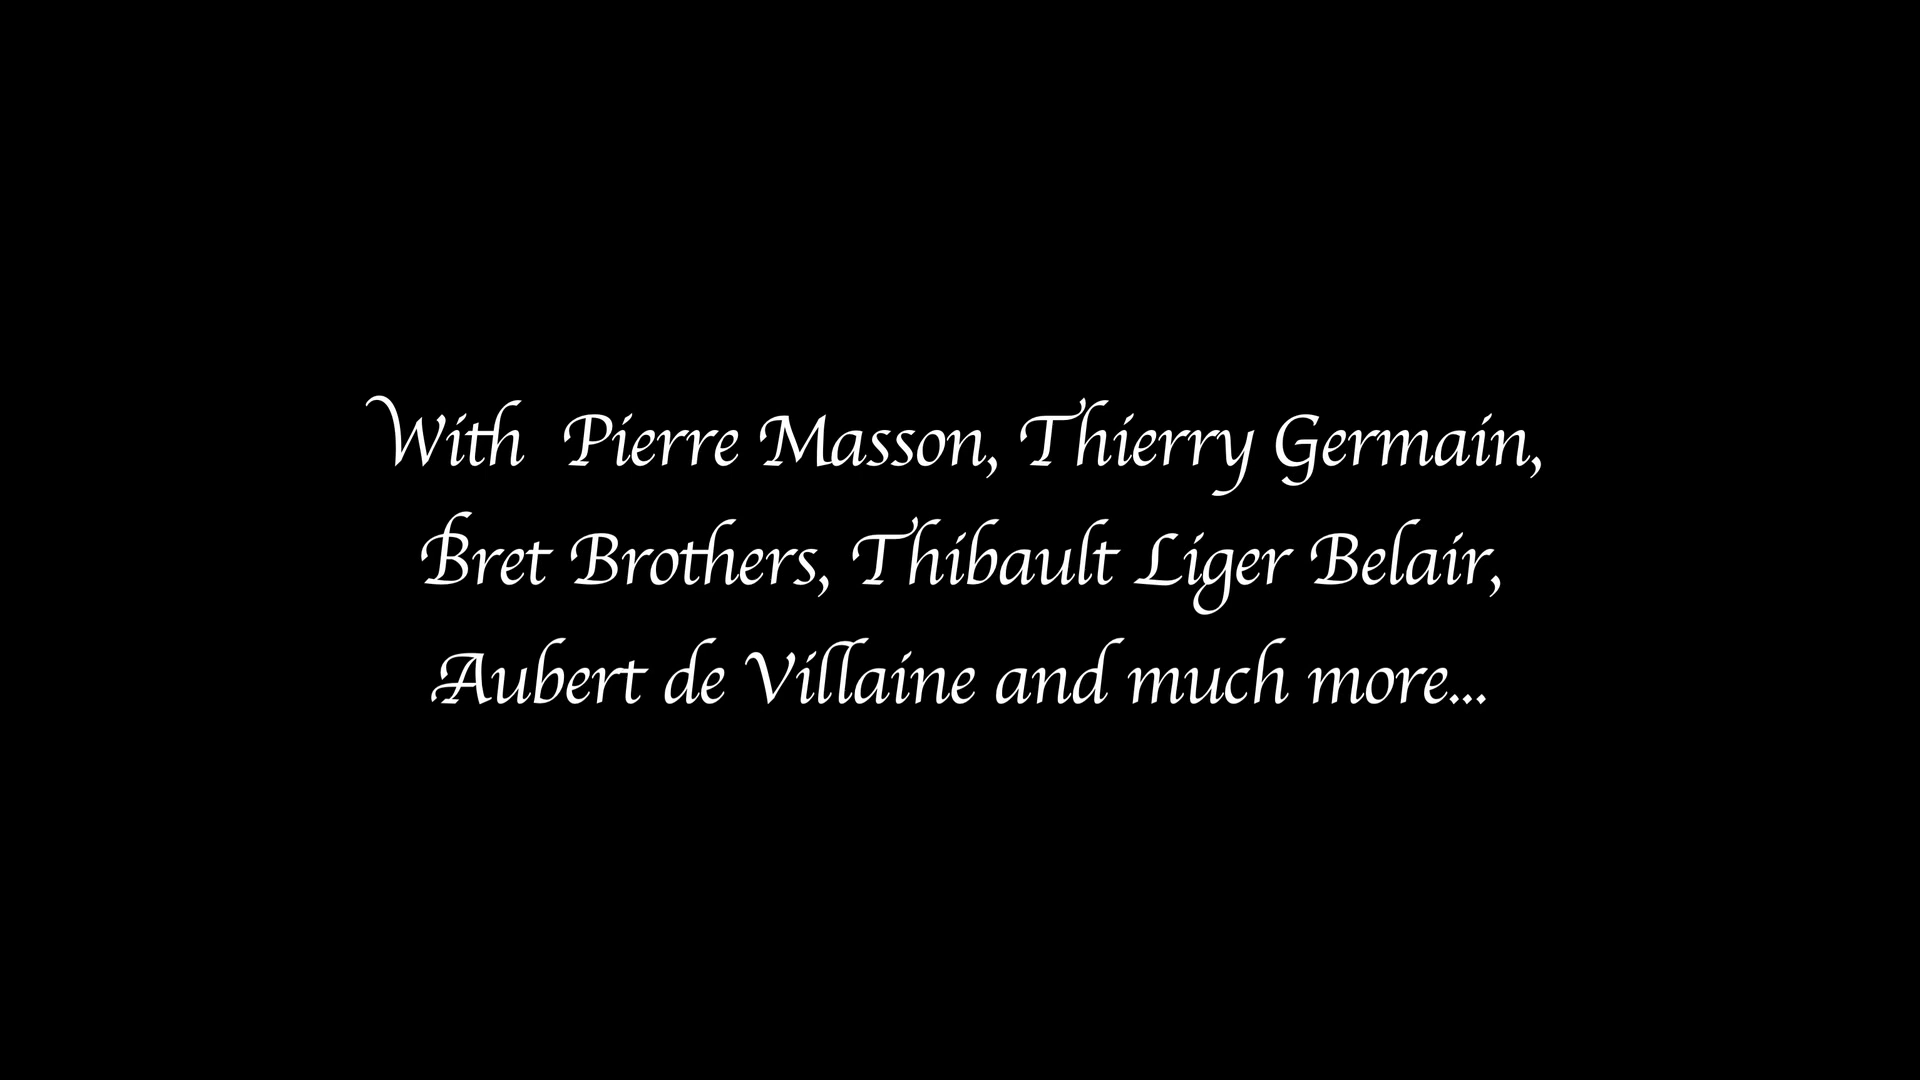 With Pierre Masson, Thierry Germain,
Bret Brothers, Thibault Liger Belair,
Aubert de Villaine and much more...